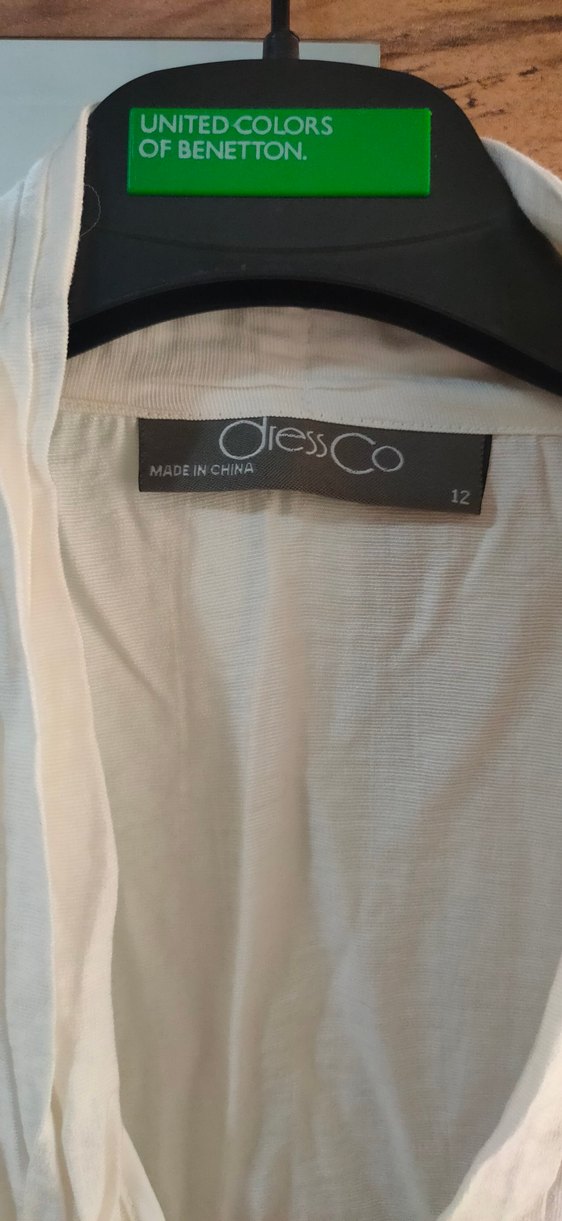 UNITED COLORS
OF BENETTON.
dressCo
MADE IN CHINA
12